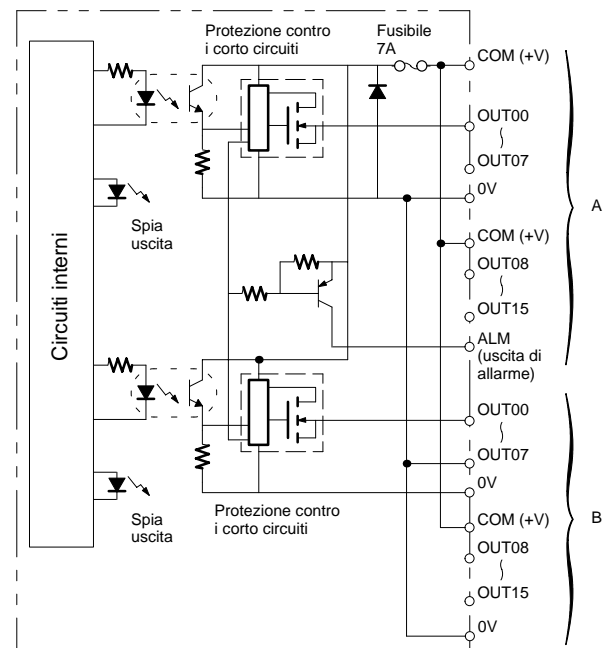 Protezione contro
i corto circuiti
Fusibile
7A
COM (+V)
OUT00
OUT07
0V
A
COM (+V)
OUT08
OUT15
ALM
(uscita di
allarme)
Circuiti interni
Spia
uscita
OUT00
OUT07
0V
B
COM (+V)
OUT08
OUT15
0V
Spia
uscita
Protezione contro
i corto circuiti